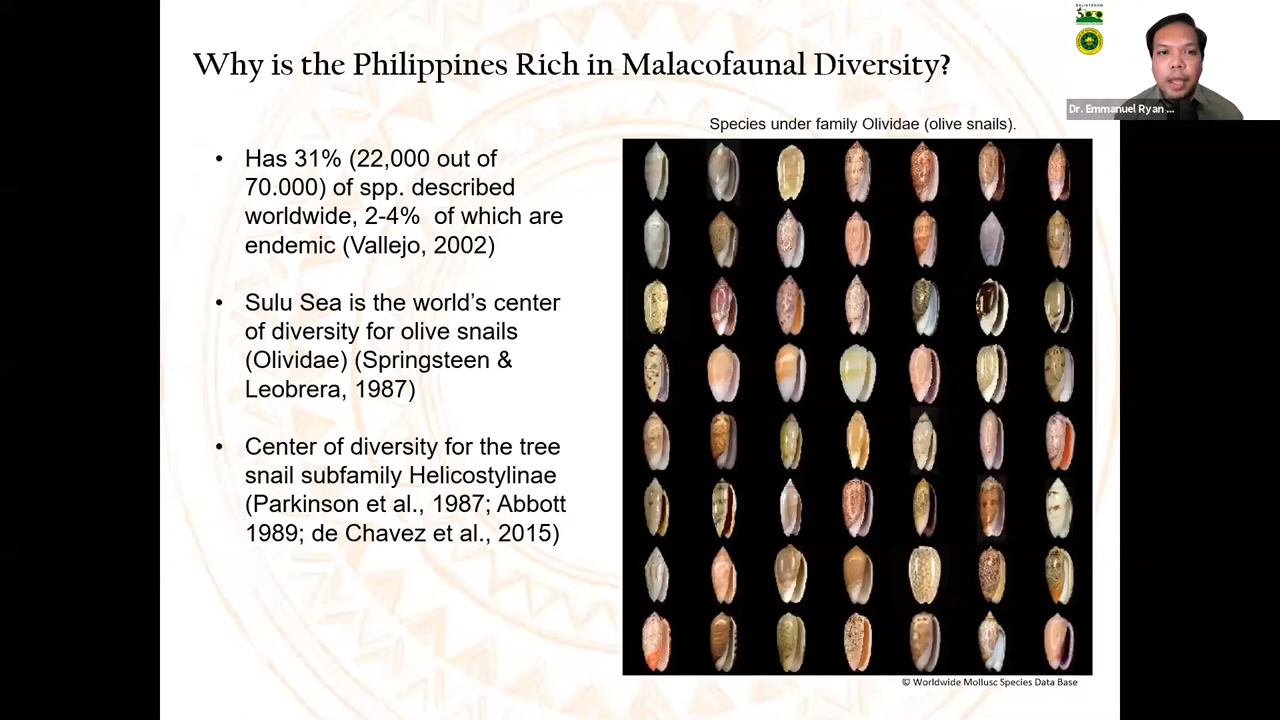 Why is the Philippines Rich in Malacofaunal Diversity?
Dr. Emmanuel Ryan ...
Species under family Olividae (olive snails).
• Has 31% (22,000 out of
70.000) of spp. described
worldwide, 2-4% of which are
endemic (Vallejo, 2002)
• Sulu Sea is the world's center
of diversity for olive snails
(Olividae) (Springsteen &
Leobrera, 1987)
• Center of diversity for the tree
snail subfamily Helicostylinae
(Parkinson et al., 1987; Abbott
1989; de Chavez et al., 2015)
© Worldwide Mollusc Species Data Base